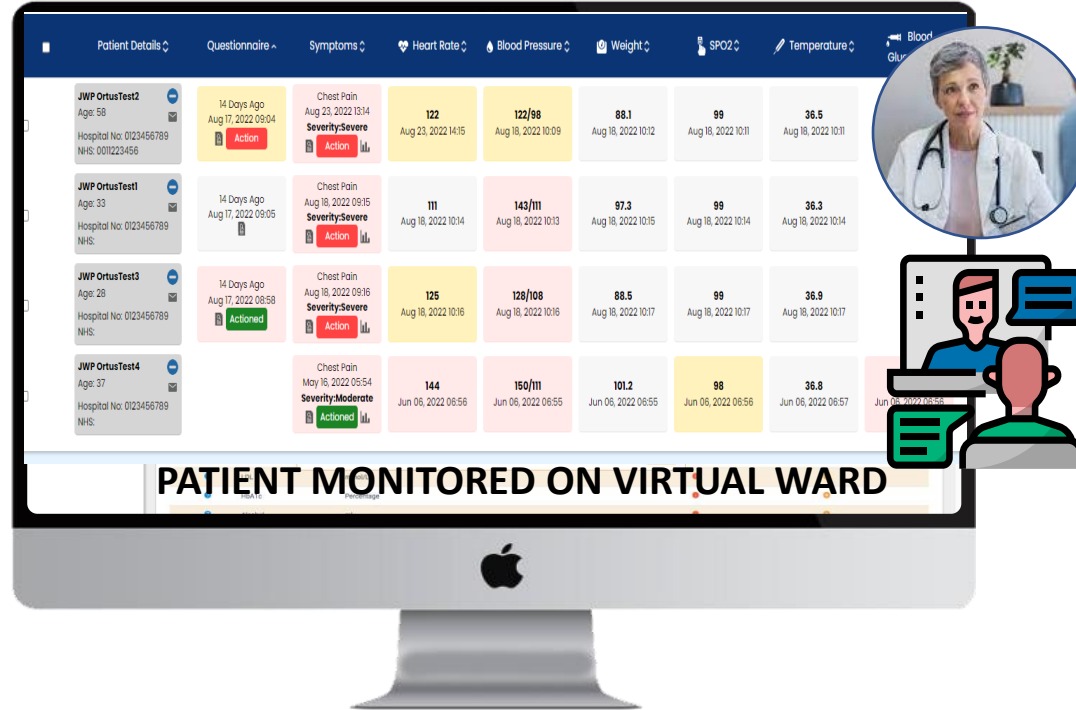 Patient Details Questionnaire Symptoms Heart Rate Blood Pressure Weight SPO2 Temperature Blood
JWP OrtusTest2
Age: 58
Hospital No: 0123456789
NHS: 0011223456
14 Days Ago
Aug 17, 2022 09:04
Action
Chest Pain
Aug 23, 2022 13:14
Severity:Severe
Action
122
Aug 23, 2022 14:15
122/98
Aug 18, 2022 10:09
88.1
Aug 18, 2022 10:12
99
Aug 18, 2022 10:11
36.5
Aug 18, 2022 10:11
JWP OrtusTest1
Age: 33
Hospital No: 0123456789
NHS:
14 Days Ago
Aug 17, 2022 09:05
Chest Pain
Aug 18, 2022 09:15
Severity:Severe
Action
111
Aug 18, 2022 10:14
143/111
Aug 18, 2022 10:13
97.3
Aug 18, 2022 10:15
99
Aug 18, 2022 10:14
36.3
Aug 18, 2022 10:14
JWP OrtusTest3
Age: 28
Hospital No: 0123456789
NHS:
14 Days Ago
Aug 17, 2022 08:58
Actioned
Chest Pain
Aug 18, 2022 09:16
Severity:Severe
Action
125
Aug 18, 2022 10:16
128/108
Aug 18, 2022 10:16
88.5
Aug 18, 2022 10:17
99
Aug 18, 2022 10:17
36.9
Aug 18, 2022 10:17
JWP OrtusTest4
Age: 37
Hospital No: 0123456789
NHS:
Chest Pain
May 16, 2022 05:54
Severity:Moderate
Actioned
144
Jun 06, 2022 06:56
150/111
Jun 06, 2022 06:55
101.2
Jun 06, 2022 06:55
98
Jun 06, 2022 06:56
36.8
Jun 06, 2022 06:57
Jun 06, 2022 06:56
PATIENT MONITORED ON VIRTUAL WARD
Percentage